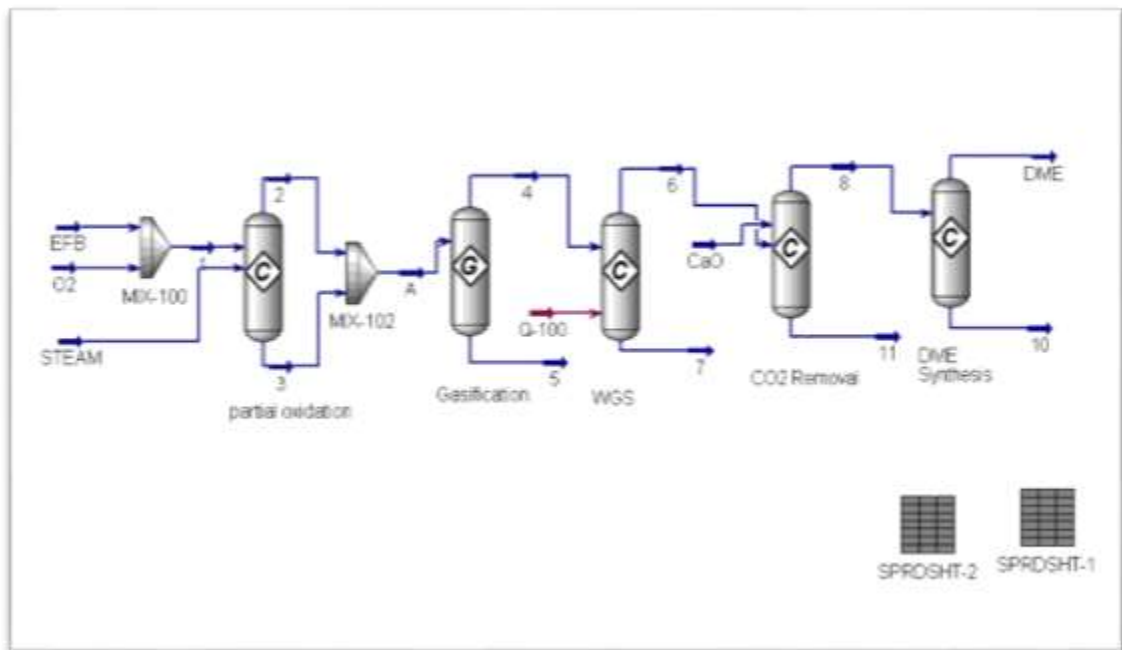 EFB
O2
STEAM
MIX-100
1
2
C
3
partial oxidation
MIX-102
A
4
G
5
Gasification
Q-100
6
C
7
WGS
CaO
8
C
11
CO2 Removal
DME
C
10
DME
Synthesis
SPRDSHT-2
SPRDSHT-1